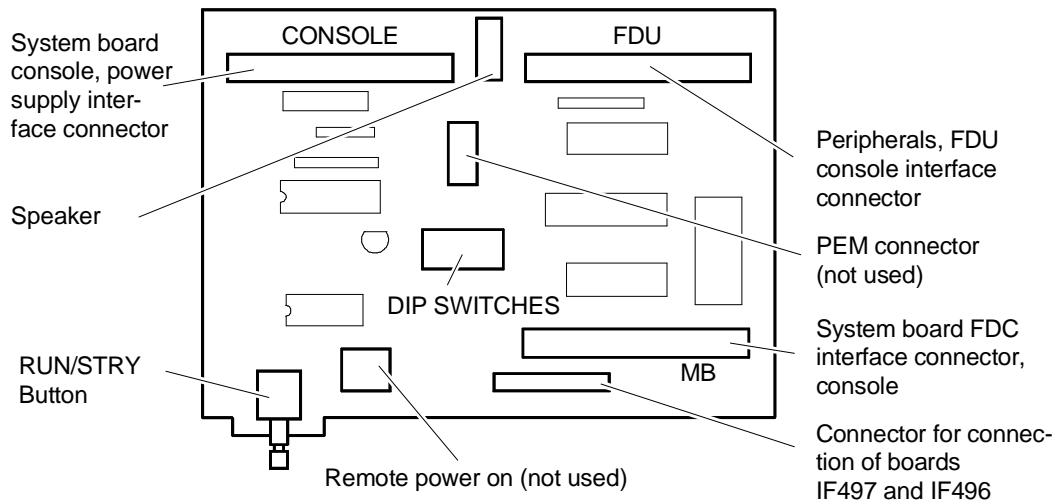 System board
console, power
supply inter-
face connector
CONSOLE
FDU
Speaker
Peripherals, FDU
console interface
connector
PEM connector
(not used)
DIP SWITCHES
System board FDC
interface connector,
console
MB
RUN/STRY
Button
Remote power on (not used)
Connector for connec-
tion of boards
IF497 and IF496